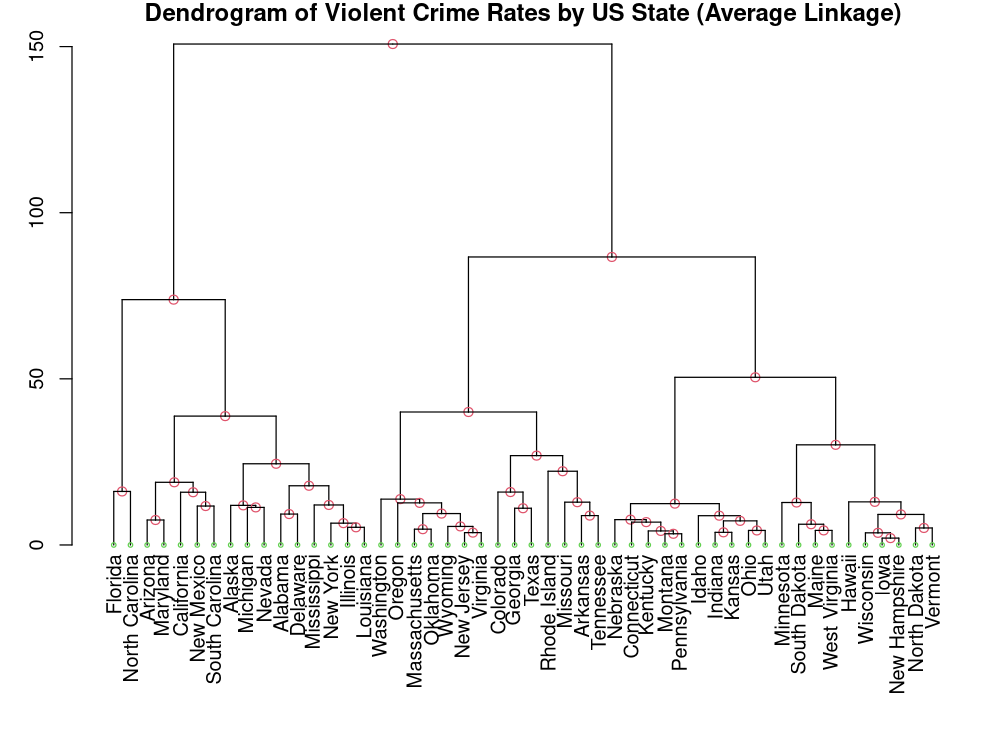 Dendrogram of Violent Crime Rates by US State (Average Linkage)
150
100
50
0
Florida
North Carolina
Arizona
Maryland
California
New Mexico
South Carolina
Alaska
Michigan
Nevada
Alabama
Delaware
Mississippi
New York
Illinois
Louisiana
Washington
Oregon
Massachusetts
Oklahoma
Wyoming
New Jersey
Virginia
Colorado
Georgia
Texas
Rhode Island
Missouri
Arkansas
Tennessee
Nebraska
Connecticut
Kentucky
Montana
Pennsylvania
Idaho
Indiana
Kansas
Ohio
Utah
Minnesota
South Dakota
Maine
West Virginia
Hawaii
Wisconsin
Iowa
New Hampshire
North Dakota
Vermont